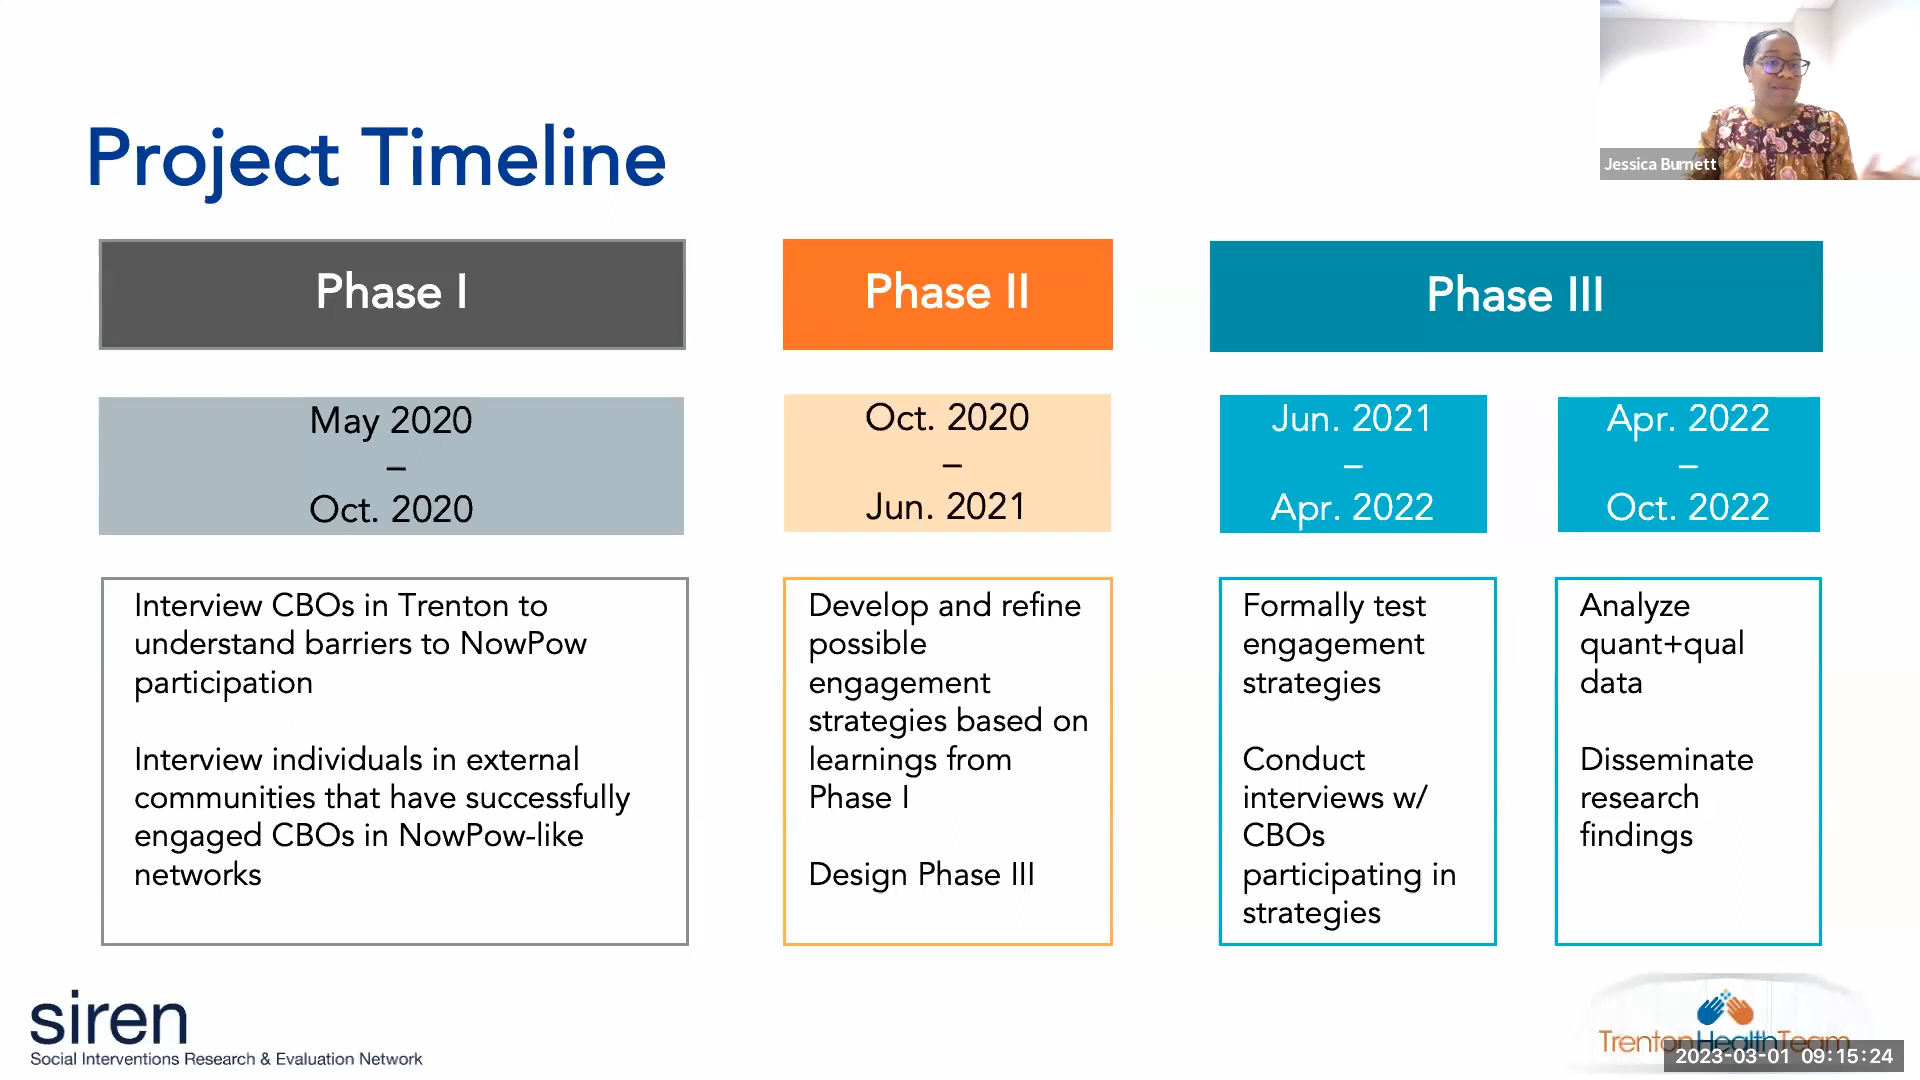 Project Timeline
Jessica Burnett
Phase I
Phase II
Phase III
May 2020
–
Oct. 2020
Oct. 2020
–
Jun. 2021
Jun. 2021
–
Apr. 2022
Apr. 2022
–
Oct. 2022
Interview CBOs in Trenton to
understand barriers to NowPow
participation
Interview individuals in external
communities that have successfully
engaged CBOs in NowPow-like
networks
Develop and refine
possible
engagement
strategies based on
learnings from
Phase I
Design Phase III
Formally test
engagement
strategies
Conduct
interviews w/
CBOs
participating in
strategies
Analyze
quant+qual
data
Disseminate
research
findings
siren
Social Interventions Research & Evaluation Network
TrentonHealthTeam
2023-03-01 09:15:24